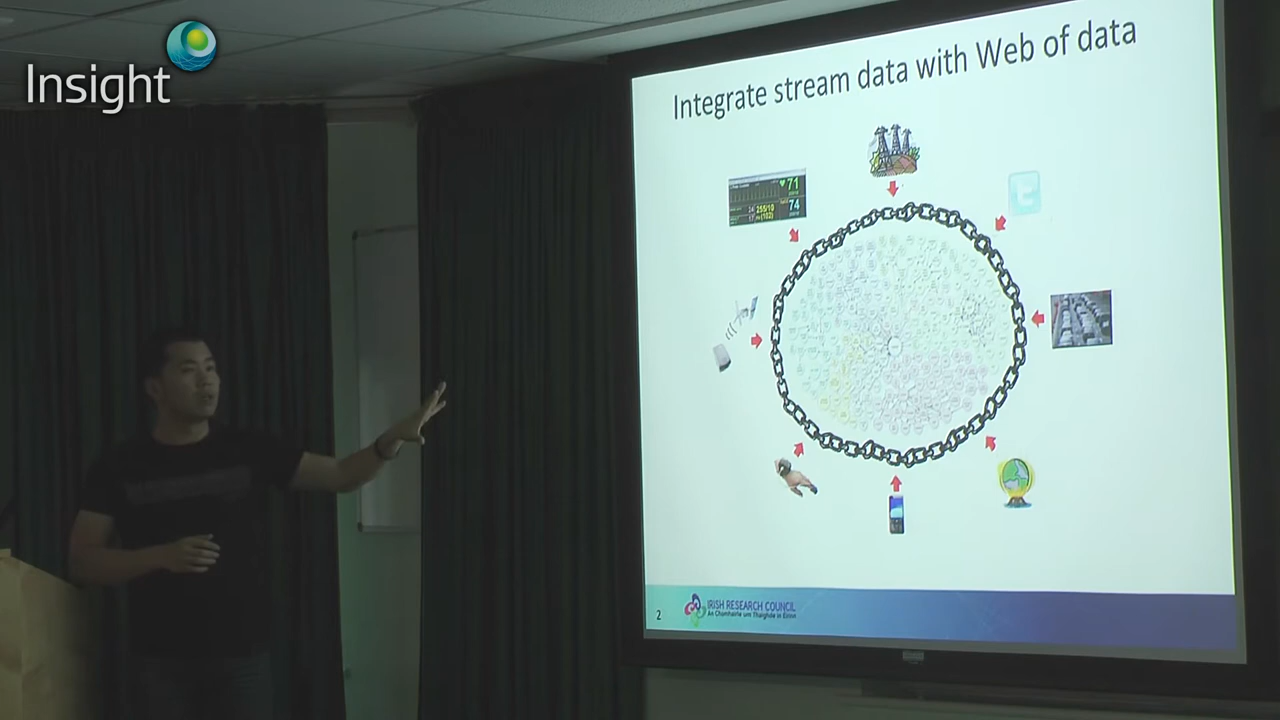 Insight
Integrate stream data with Web of data
71
74
2
IRISH RESEARCH COUNCIL
An Chomhairle um Thaighde in Éirinn